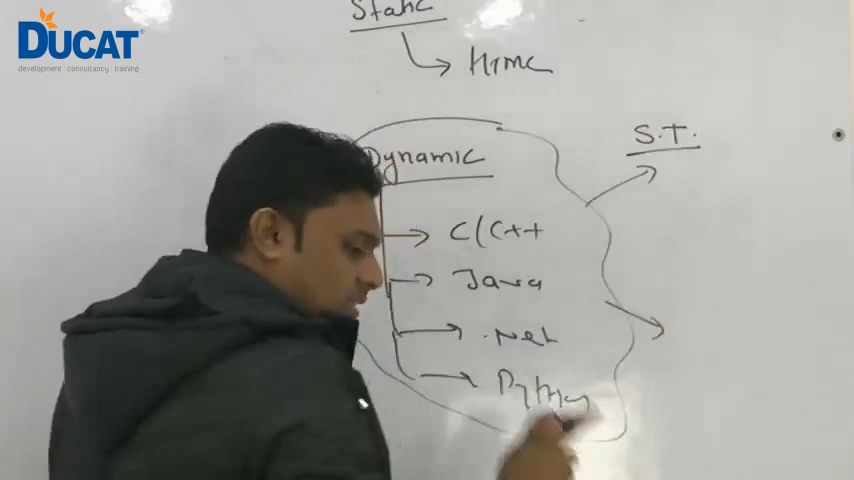 DUCAT
development | consultancy | training
Static
HTML
S.T.
Dynamic
C/C++
Java
.Net
Python